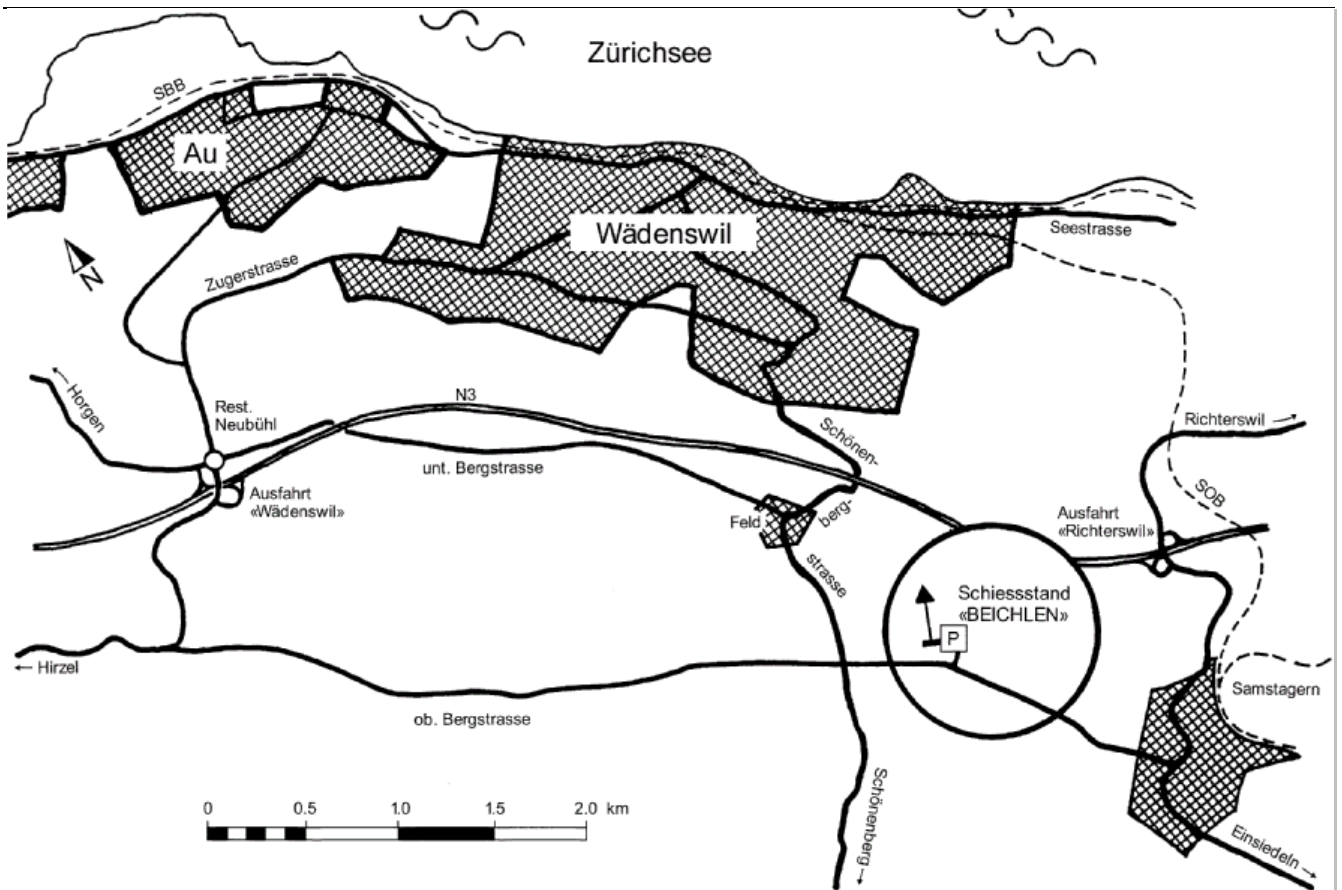 Zürichsee
SBB
Au
Wädenswil
Seestrasse
N
Zugerstrasse
← Horgen
Rest.
Neubühl
N3
Schönen-
berg-
strasse
Richterswil →
unt. Bergstrasse
SOB
Ausfahrt
«Wädenswil»
Feld
Ausfahrt
«Richterswil»
Schiessstand
«BEICHLEN»
P
← Hirzel
Samstagern
ob. Bergstrasse
Schönenberg →
0 0.5 1.0 1.5 2.0 km
Einsiedeln →